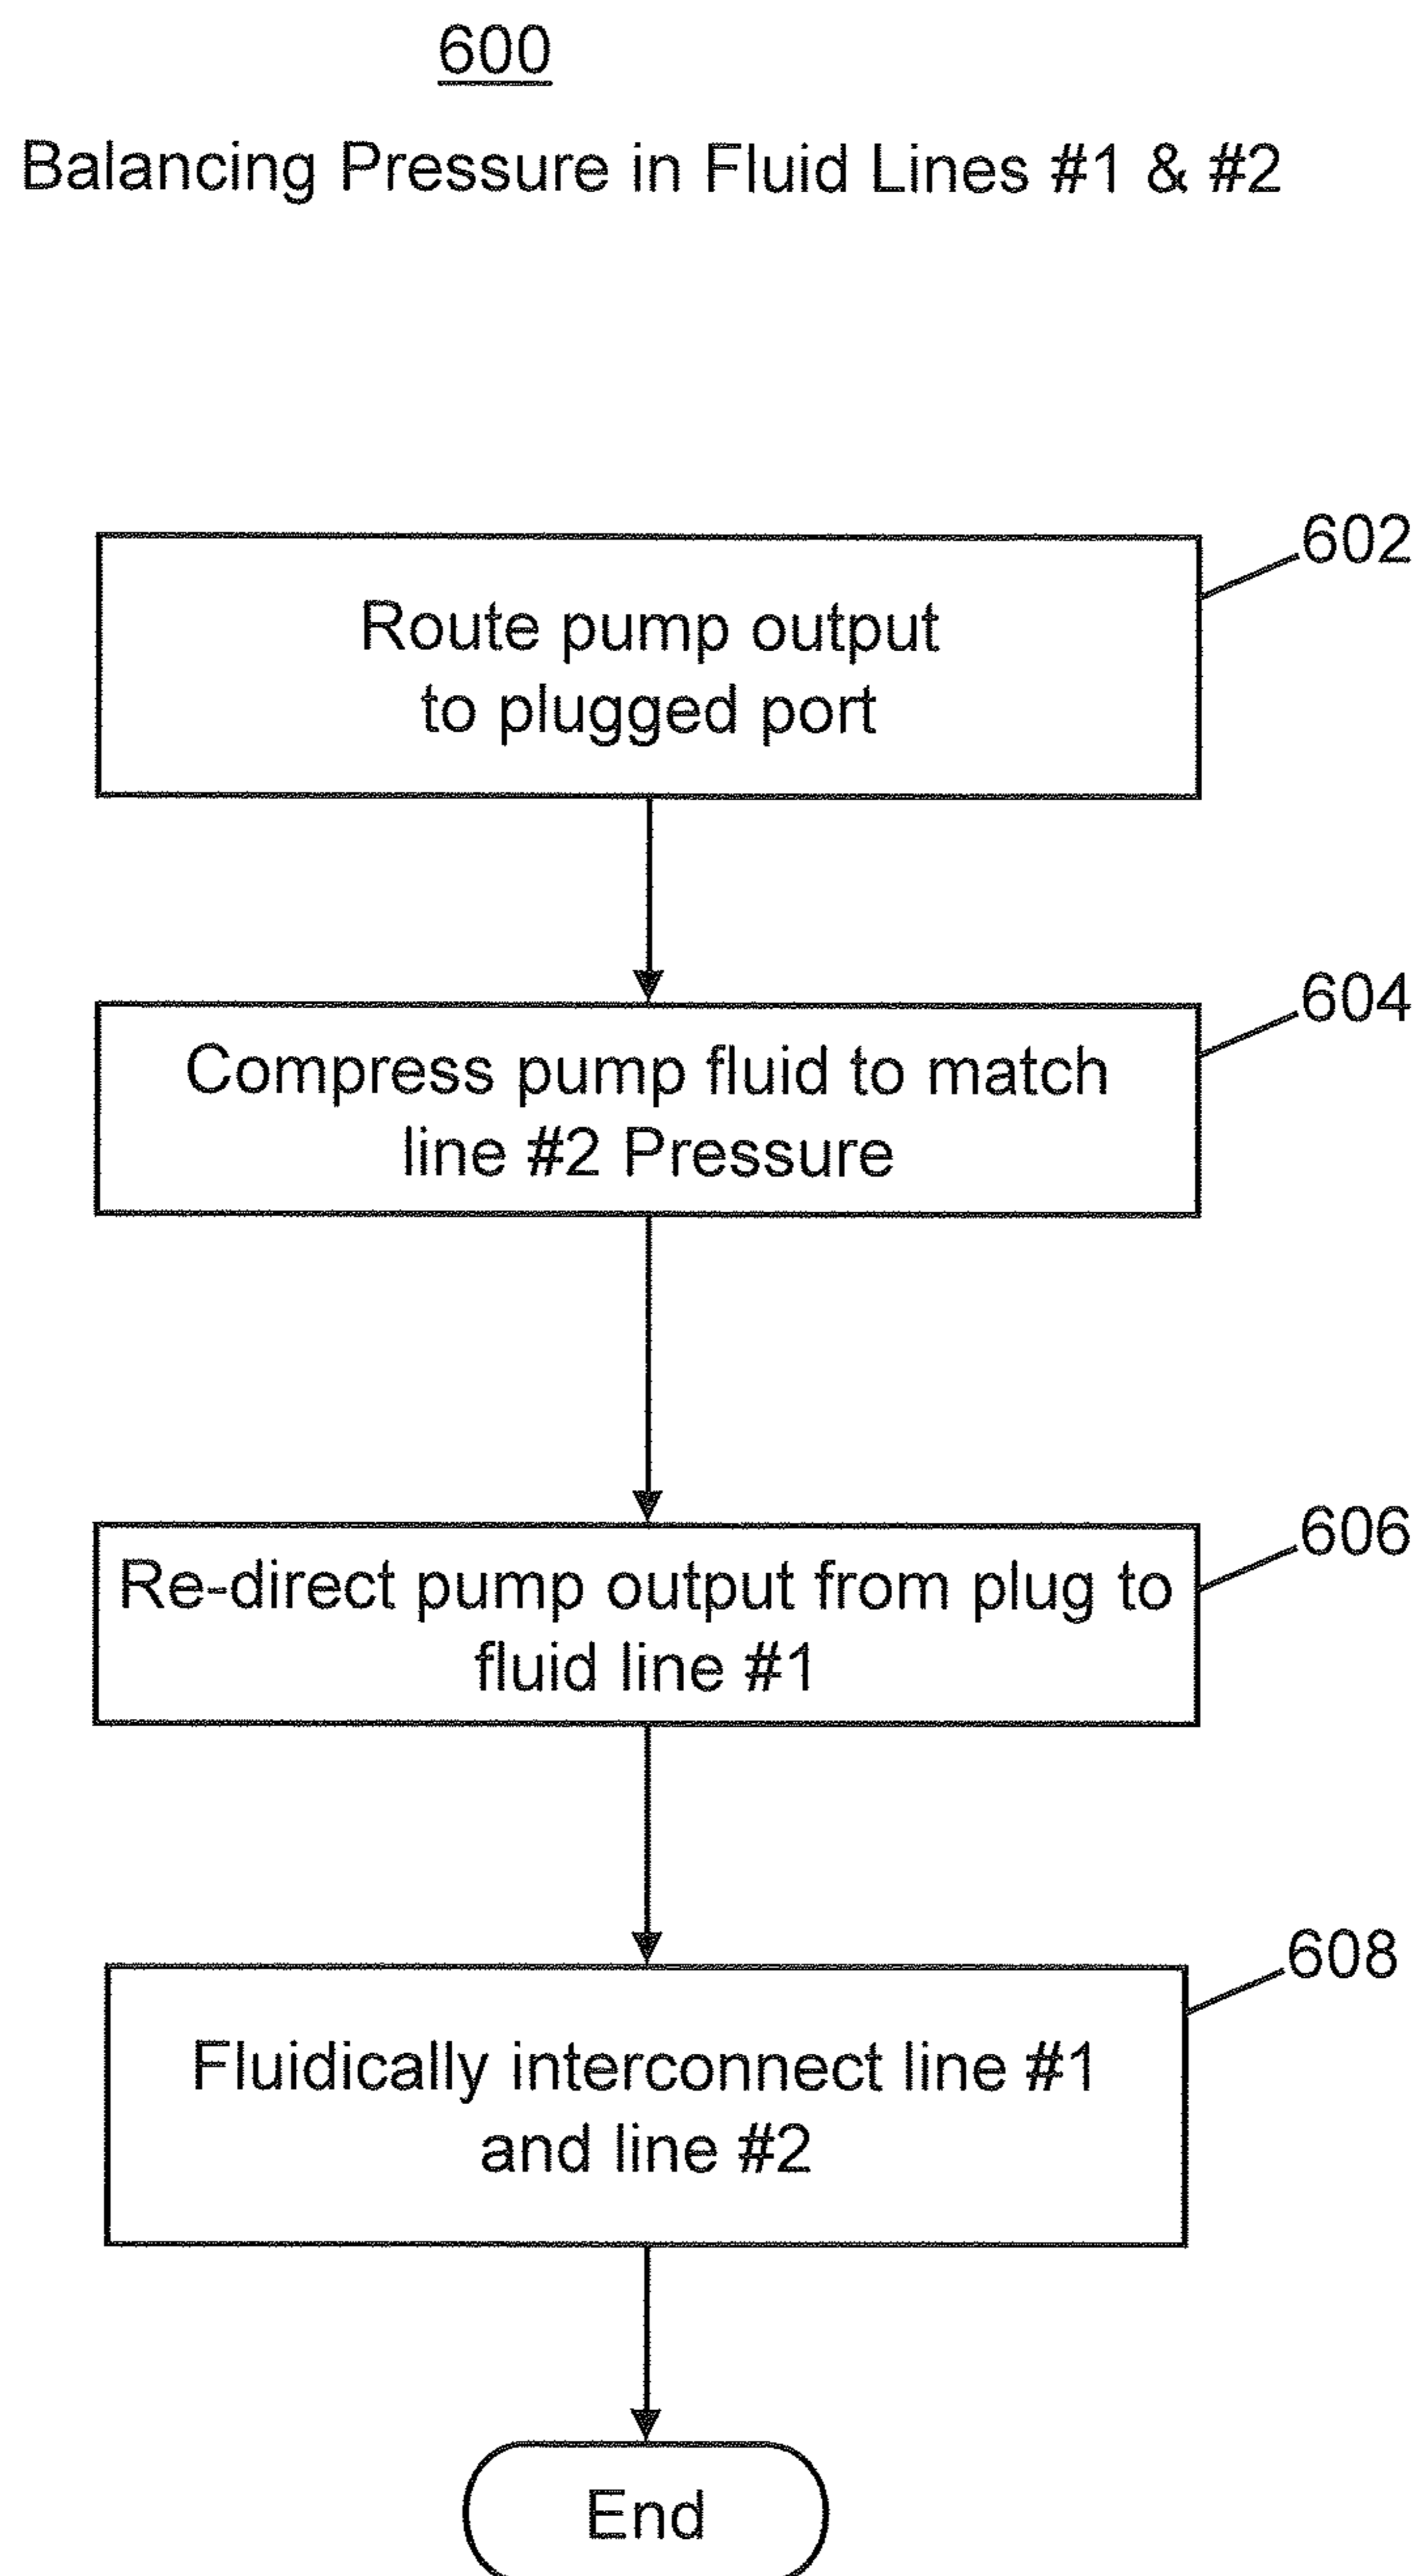 600
Balancing Pressure in Fluid Lines #1 & #2
602
Route pump output
to plugged port
604
Compress pump fluid to match
line #2 Pressure
606
Re-direct pump output from plug to
fluid line #1
608
Fluidically interconnect line #1
and line #2
End